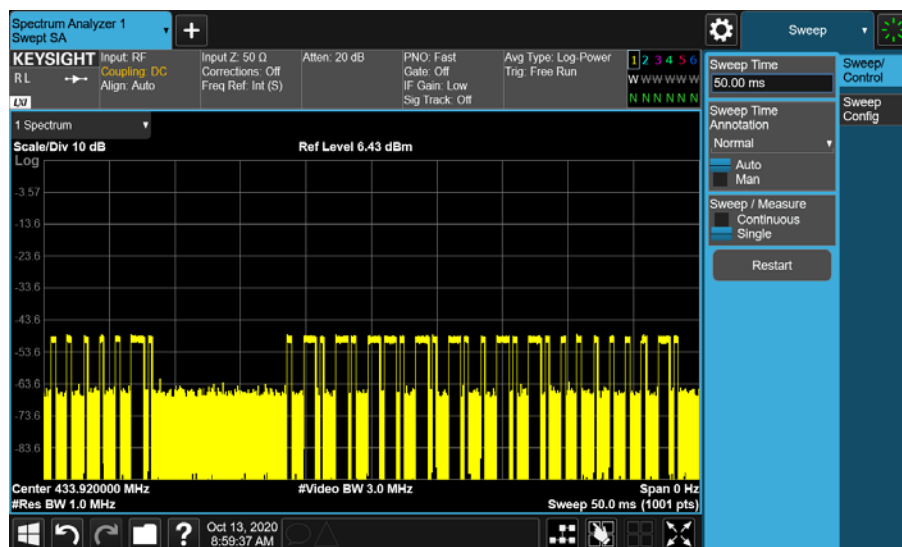 Spectrum Analyzer 1
Swept SA
+
Sweep
KEYSIGHT
RL
LXI
Input: RF
Coupling: DC
Align: Auto
Input Z: 50 Ω
Corrections: Off
Freq Ref: Int (S)
Atten: 20 dB
PNO: Fast
Gate: Off
IF Gain: Low
Sig Track: Off
Avg Type: Log-Power
Trig: Free Run
1 2 3 4 5 6
W W W W W W
N N N N N N
1 Spectrum
Scale/Div 10 dB
Ref Level 6.43 dBm
Log
-3.57
-13.6
-23.6
-33.6
-43.6
-53.6
-63.6
-73.6
-83.6
Center 433.920000 MHz
#Video BW 3.0 MHz
Span 0 Hz
#Res BW 1.0 MHz
Sweep 50.0 ms (1001 pts)
Sweep Time
50.00 ms
Sweep Time
Annotation
Normal
Auto
Man
Sweep / Measure
Continuous
Single
Restart
Sweep/
Control
Sweep
Config
?
Oct 13, 2020
8:59:37 AM